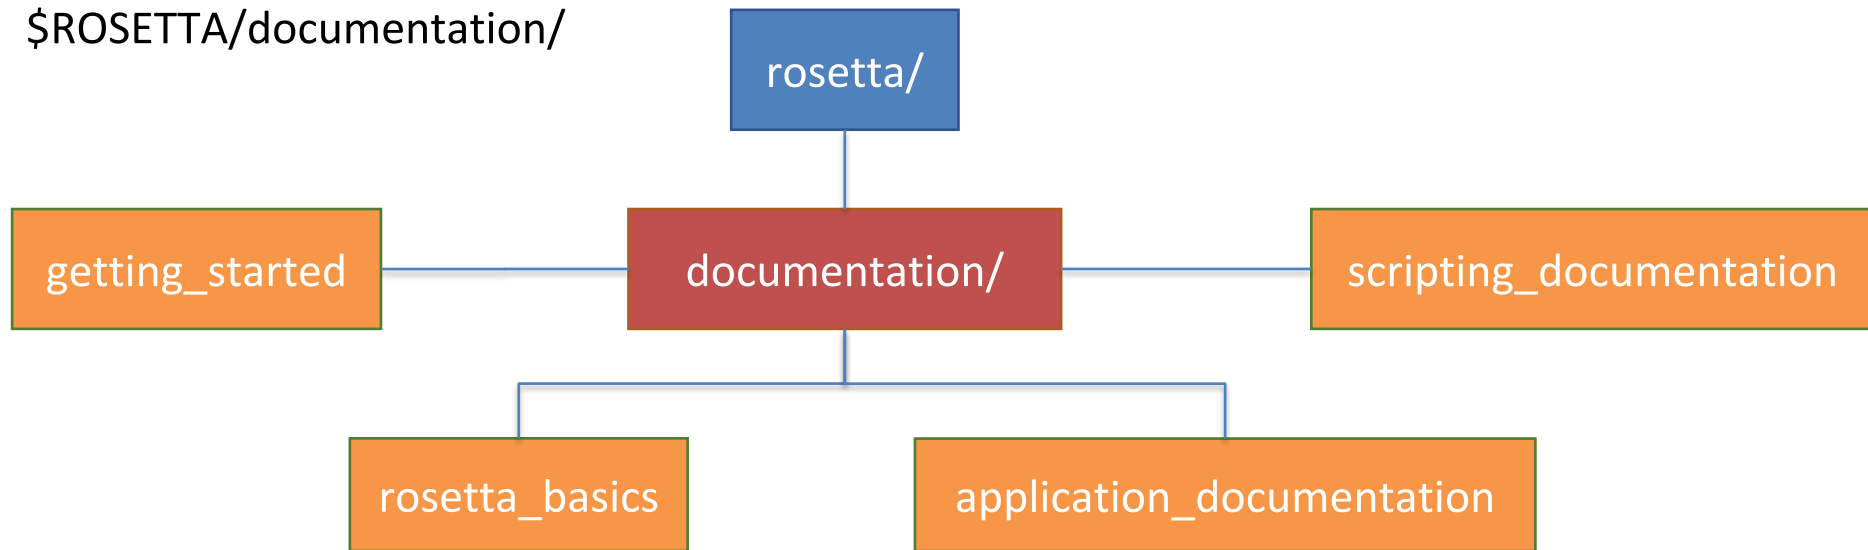 $ROSETTA/documentation/
rosetta/
getting_started
documentation/
scripting_documentation
rosetta_basics
application_documentation